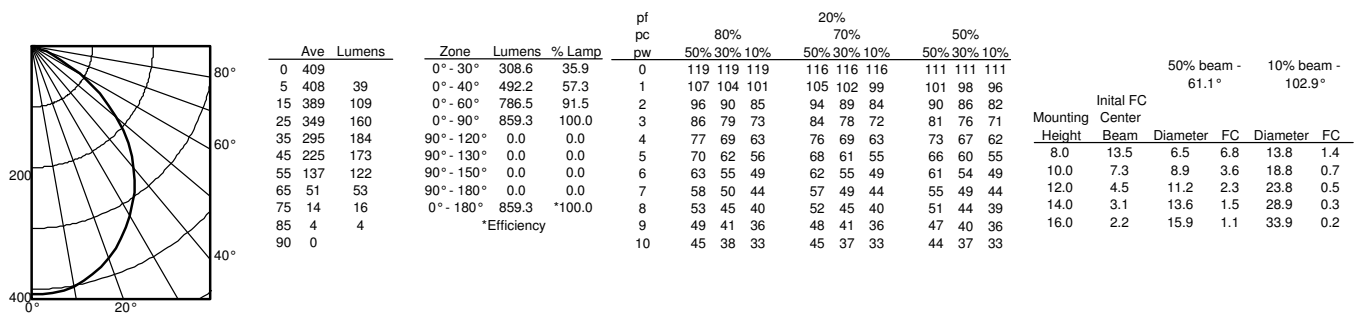 80°
60°
200
40°
400
0° 20°
Ave Lumens
0 409
5 408 39
15 389 109
25 349 160
35 295 184
45 225 173
55 137 122
65 51 53
75 14 16
85 4 4
90 0
Zone Lumens % Lamp
0°- 30° 308.6 35.9
0°- 40° 492.2 57.3
0°- 60° 786.5 91.5
0°- 90° 859.3 100.0
90°- 120° 0.0 0.0
90°- 130° 0.0 0.0
90°- 150° 0.0 0.0
90°- 180° 0.0 0.0
0°- 180° 859.3 *100.0
*Efficiency
pf 20%
pc 80% 70% 50%
pw 50% 30% 10% 50% 30% 10% 50% 30% 10%
0 119 119 119 116 116 116 111 111 111
1 107 104 101 105 102 99 101 98 96
2 96 90 85 94 89 84 90 86 82
3 86 79 73 84 78 72 81 76 71
4 77 69 63 76 69 63 73 67 62
5 70 62 56 68 61 55 66 60 55
6 63 55 49 62 55 49 61 54 49
7 58 50 44 57 49 44 55 49 44
8 53 45 40 52 45 40 51 44 39
9 49 41 36 48 41 36 47 40 36
10 45 38 33 45 37 33 44 37 33
50% beam - 10% beam -
61.1° 102.9°
Inital FC
Mounting Center
Height Beam Diameter FC Diameter FC
8.0 13.5 6.5 6.8 13.8 1.4
10.0 7.3 8.9 3.6 18.8 0.7
12.0 4.5 11.2 2.3 23.8 0.5
14.0 3.1 13.6 1.5 28.9 0.3
16.0 2.2 15.9 1.1 33.9 0.2